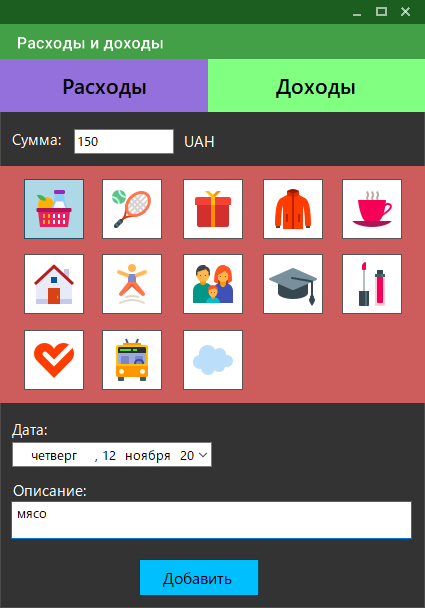 Расходы и доходы
Расходы Доходы
Сумма: 150 UAH
Дата:
четверг , 12 ноября 20
Описание:
мясо
Добавить